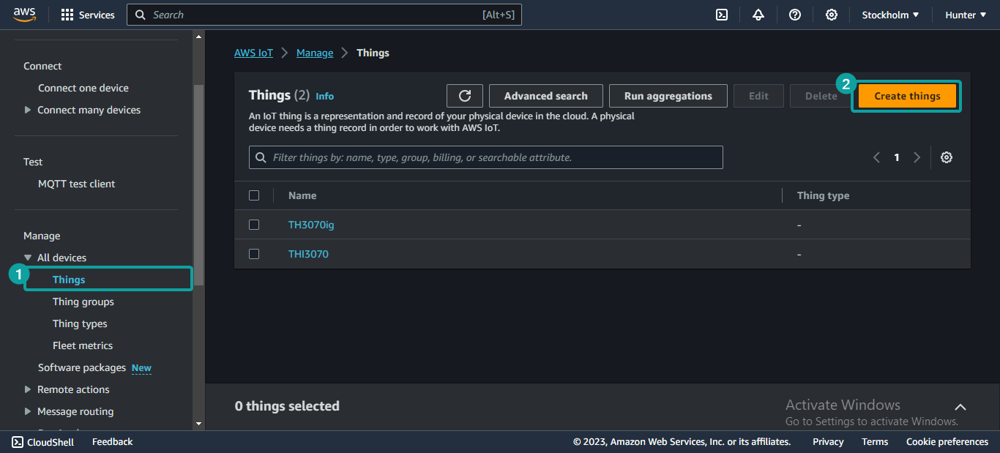 aws
Services
Search
[Alt+S]
Stockholm
Hunter
Connect
Connect one device
Connect many devices
Test
MQTT test client
Manage
All devices
1
Things
Thing groups
Thing types
Fleet metrics
Software packages New
Remote actions
Message routing
AWS IoT
Manage
Things
Things (2) Info
Advanced search
Run aggregations
Edit
Delete
2
Create things
An IoT thing is a representation and record of your physical device in the cloud. A physical
device needs a thing record in order to work with AWS IoT.
Filter things by: name, type, group, billing, or searchable attribute.
1
Name
Thing type
TH3070ig
-
THI3070
-
0 things selected
Activate Windows
Go to Settings to activate Windows.
CloudShell
Feedback
© 2023, Amazon Web Services, Inc. or its affiliates.
Privacy
Terms
Cookie preferences